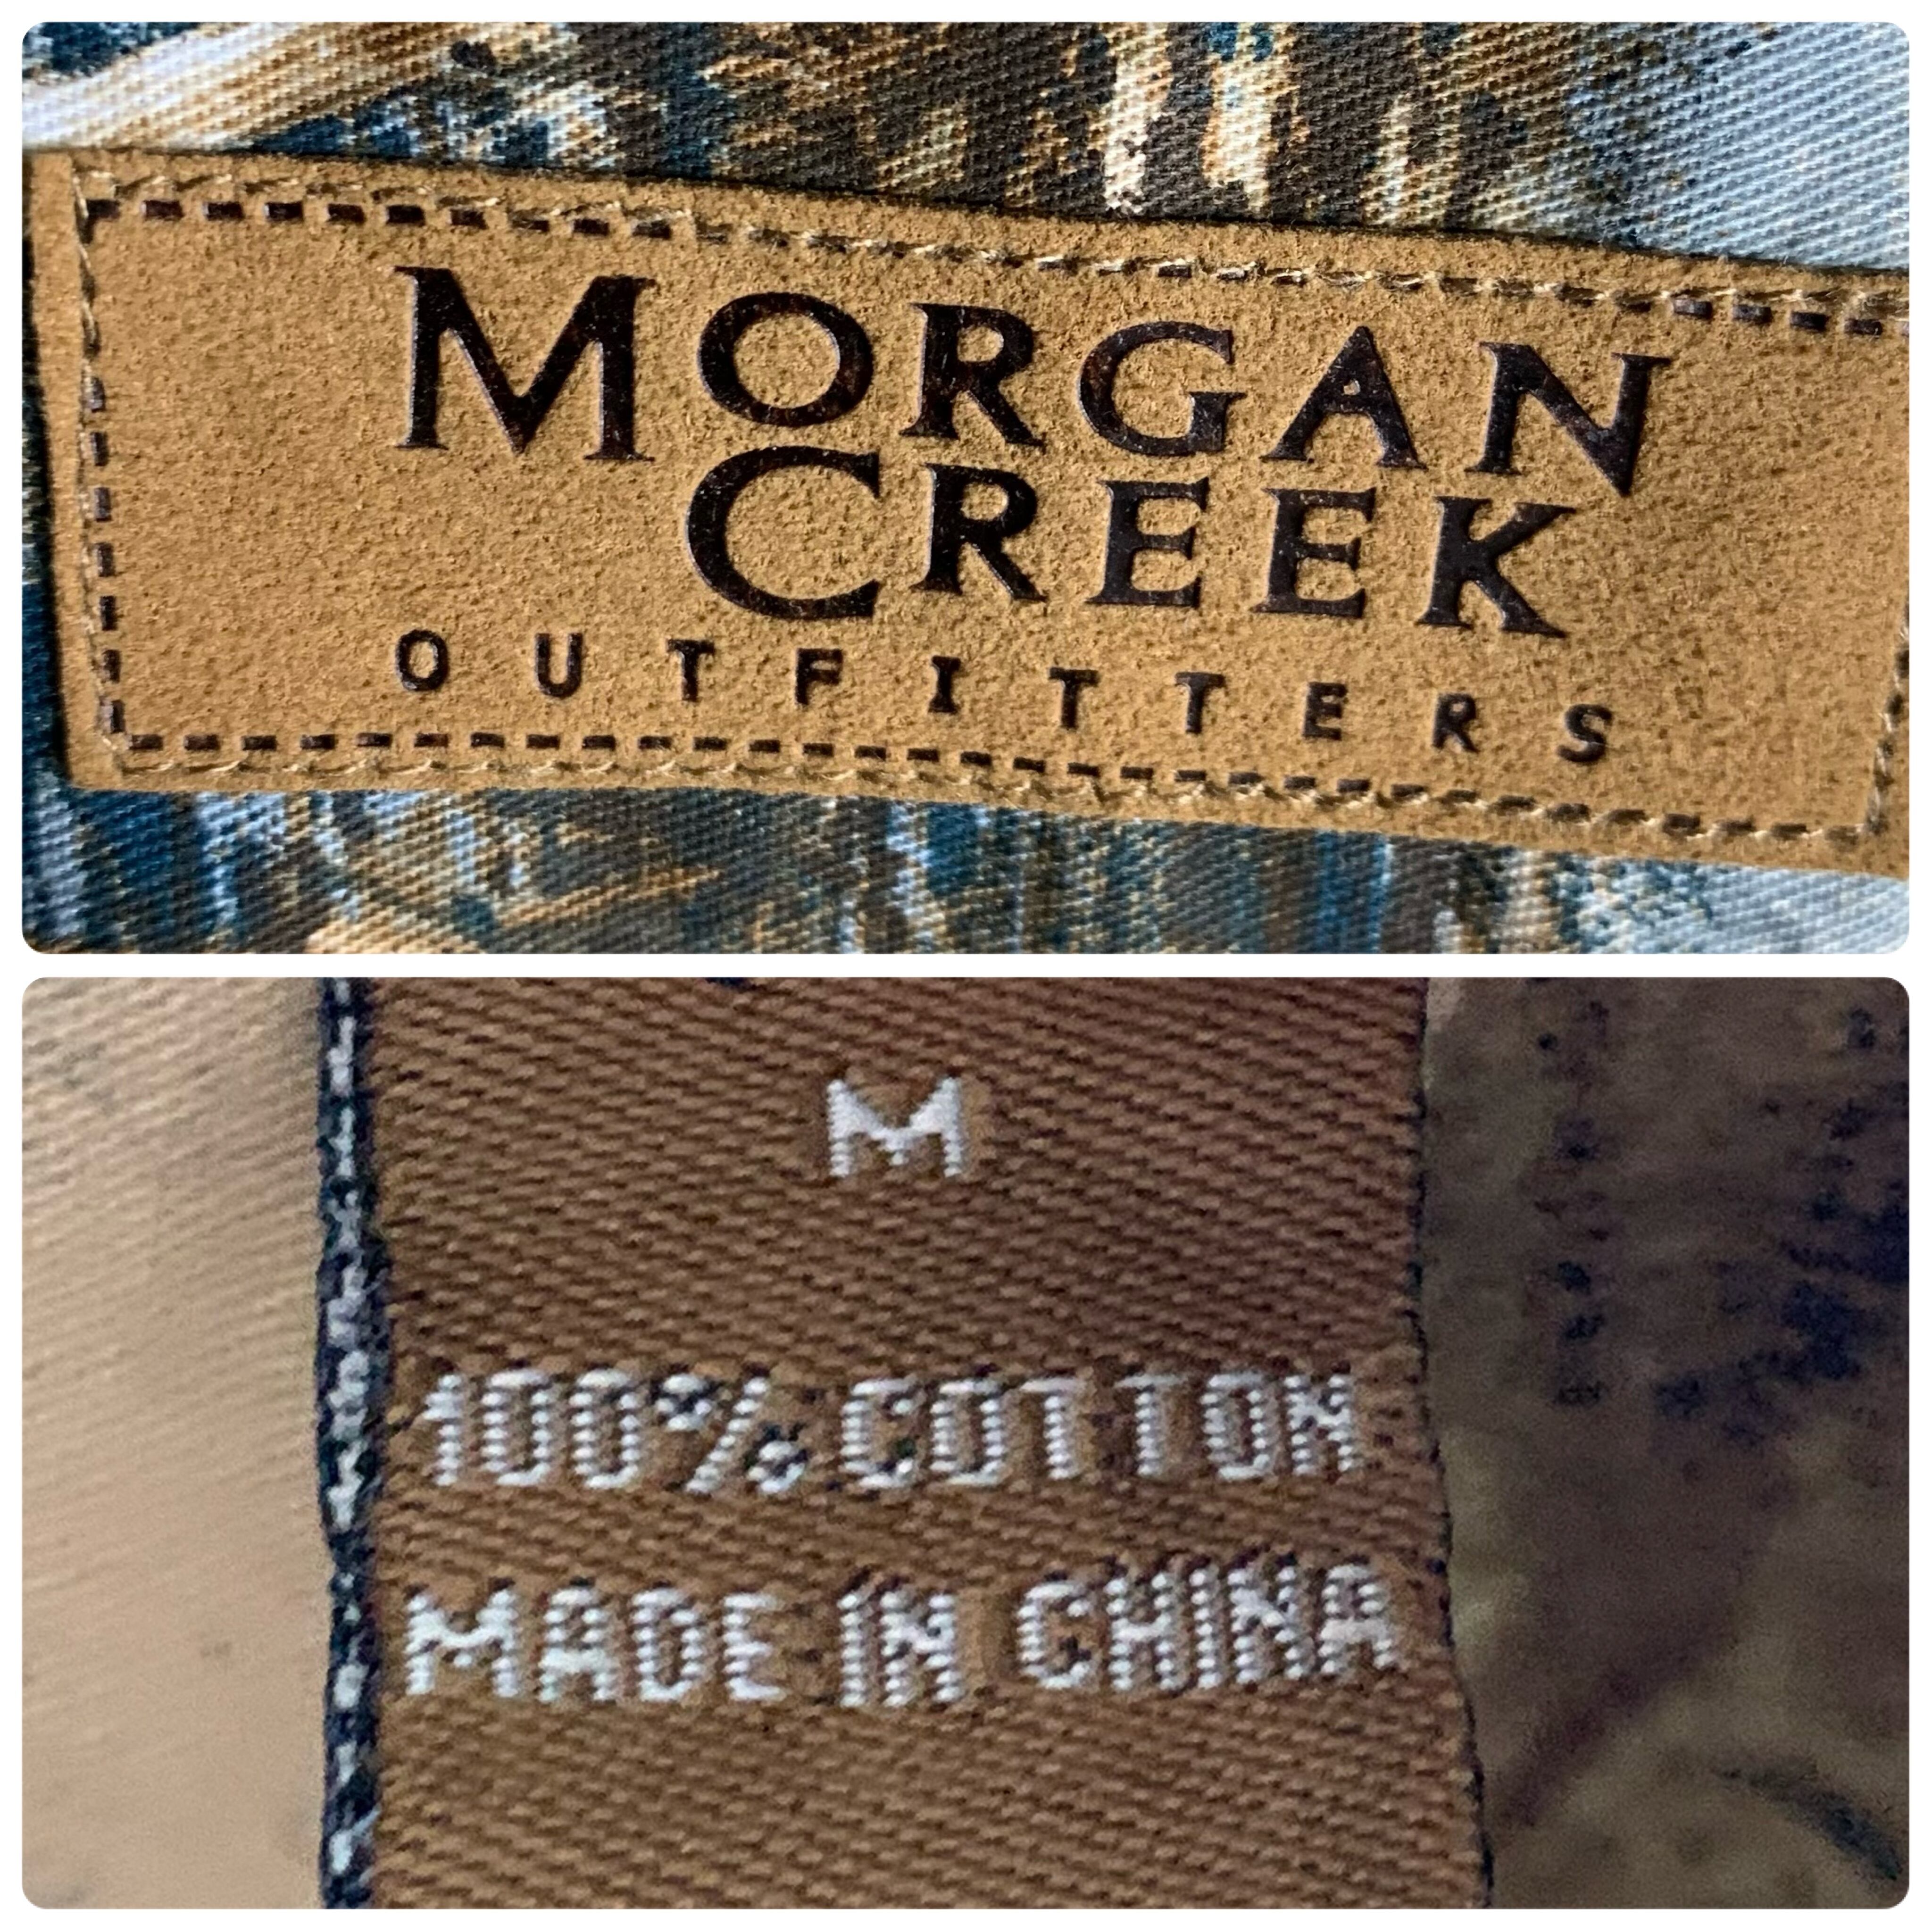 MORGAN
CREEK
OUTFITTERS
M
100% COTTON
MADE IN CHINA